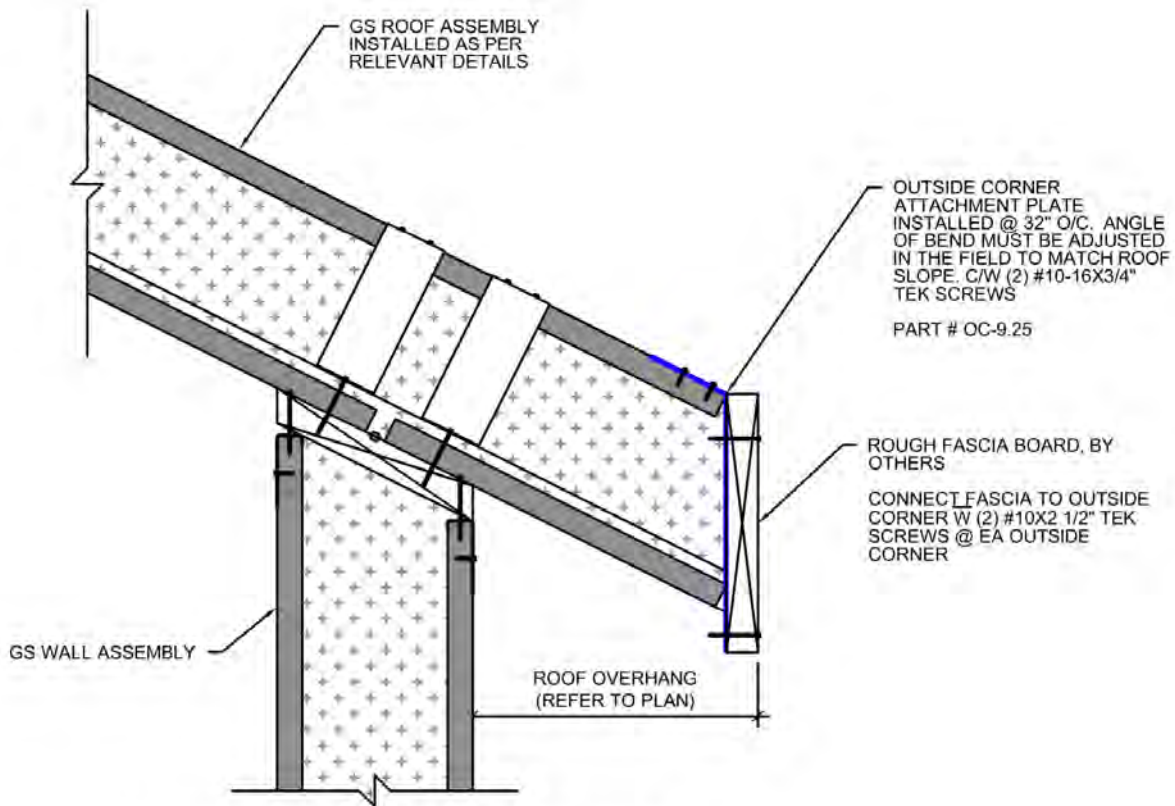 GS ROOF ASSEMBLY
INSTALLED AS PER
RELEVANT DETAILS
OUTSIDE CORNER
ATTACHMENT PLATE
INSTALLED @ 32" O/C. ANGLE
OF BEND MUST BE ADJUSTED
IN THE FIELD TO MATCH ROOF
SLOPE. C/W (2) #10-16X3/4"
TEK SCREWS
PART # OC-9.25
ROUGH FASCIA BOARD, BY
OTHERS
CONNECT FASCIA TO OUTSIDE
CORNER W (2) #10X2 1/2" TEK
SCREWS @ EA OUTSIDE
CORNER
GS WALL ASSEMBLY
ROOF OVERHANG
(REFER TO PLAN)